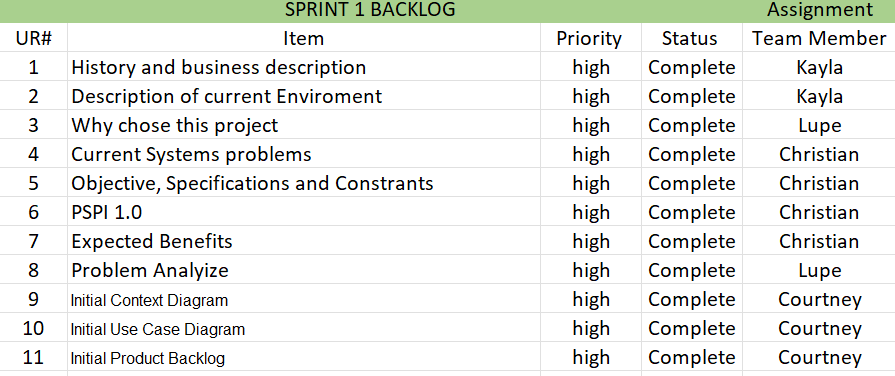 SPRINT 1 BACKLOG Assignment
UR# Item Priority Status Team Member
1 History and business description high Complete Kayla
2 Description of current Enviroment high Complete Kayla
3 Why chose this project high Complete Lupe
4 Current Systems problems high Complete Christian
5 Objective, Specifications and Constrants high Complete Christian
6 PSPI 1.0 high Complete Christian
7 Expected Benefits high Complete Christian
8 Problem Analyize high Complete Lupe
9 Initial Context Diagram high Complete Courtney
10 Initial Use Case Diagram high Complete Courtney
11 Initial Product Backlog high Complete Courtney